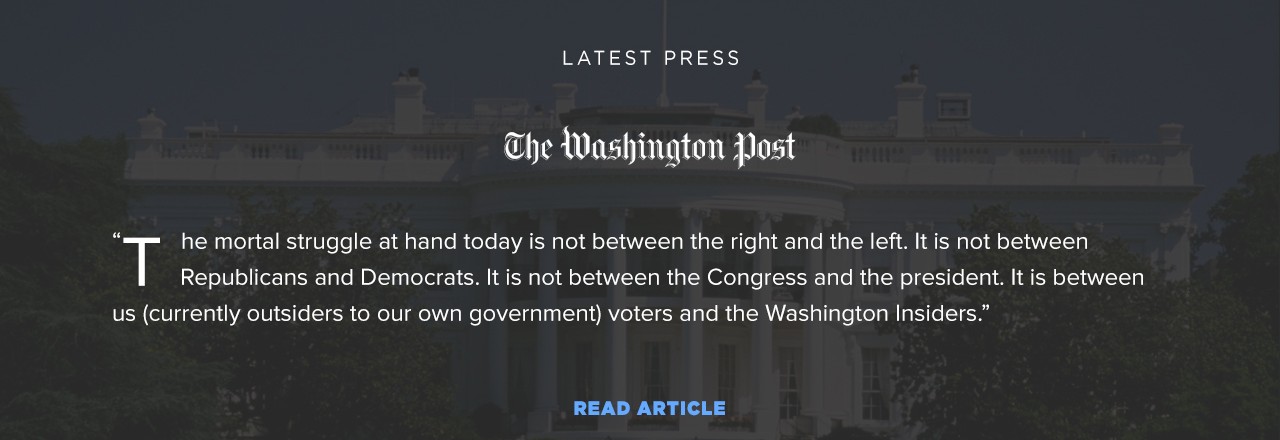 LATEST PRESS
The Washington Post
“The mortal struggle at hand today is not between the right and the left. It is not between
Republicans and Democrats. It is not between the Congress and the president. It is between
us (currently outsiders to our own government) voters and the Washington Insiders.”
READ ARTICLE